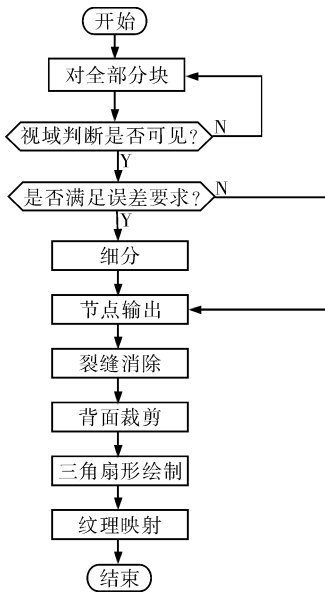 开始
对全部分块
视域判断是否可见?
N
Y
是否满足误差要求?
N
Y
细分
节点输出
裂缝消除
背面裁剪
三角扇形绘制
纹理映射
结束